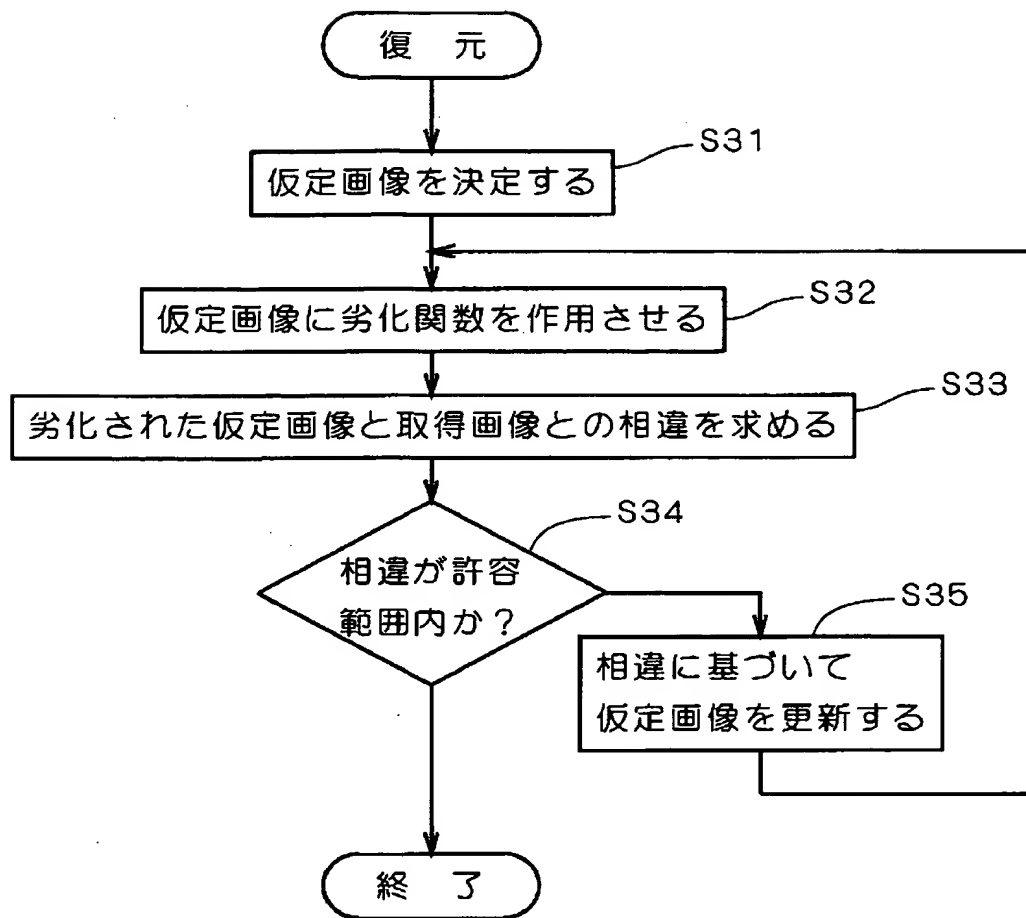 復 元
S31
仮定画像を決定する
S32
仮定画像に劣化関数を作用させる
S33
劣化された仮定画像と取得画像との相違を求める
S34
相違が許容
範囲内か？
S35
相違に基づいて
仮定画像を更新する
終 了